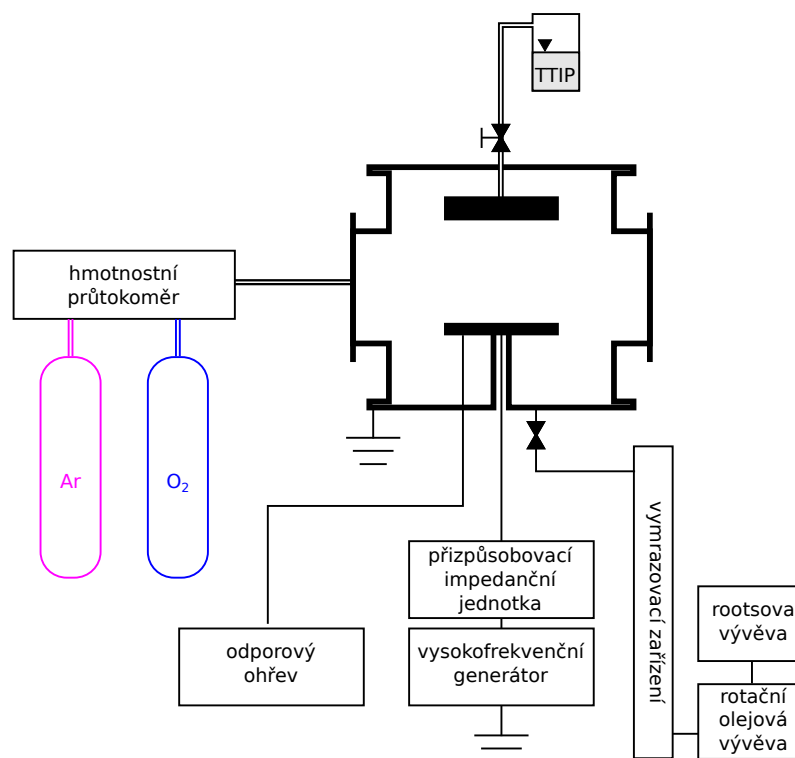 TTIP
hmotnostní
průtokoměr
Ar
O₂
přizpůsobovací
impedanční
jednotka
vymrazovací zařízení
odporový
ohřev
vysokofrekvenční
generátor
rootsova
vývěva
rotační
olejová
vývěva